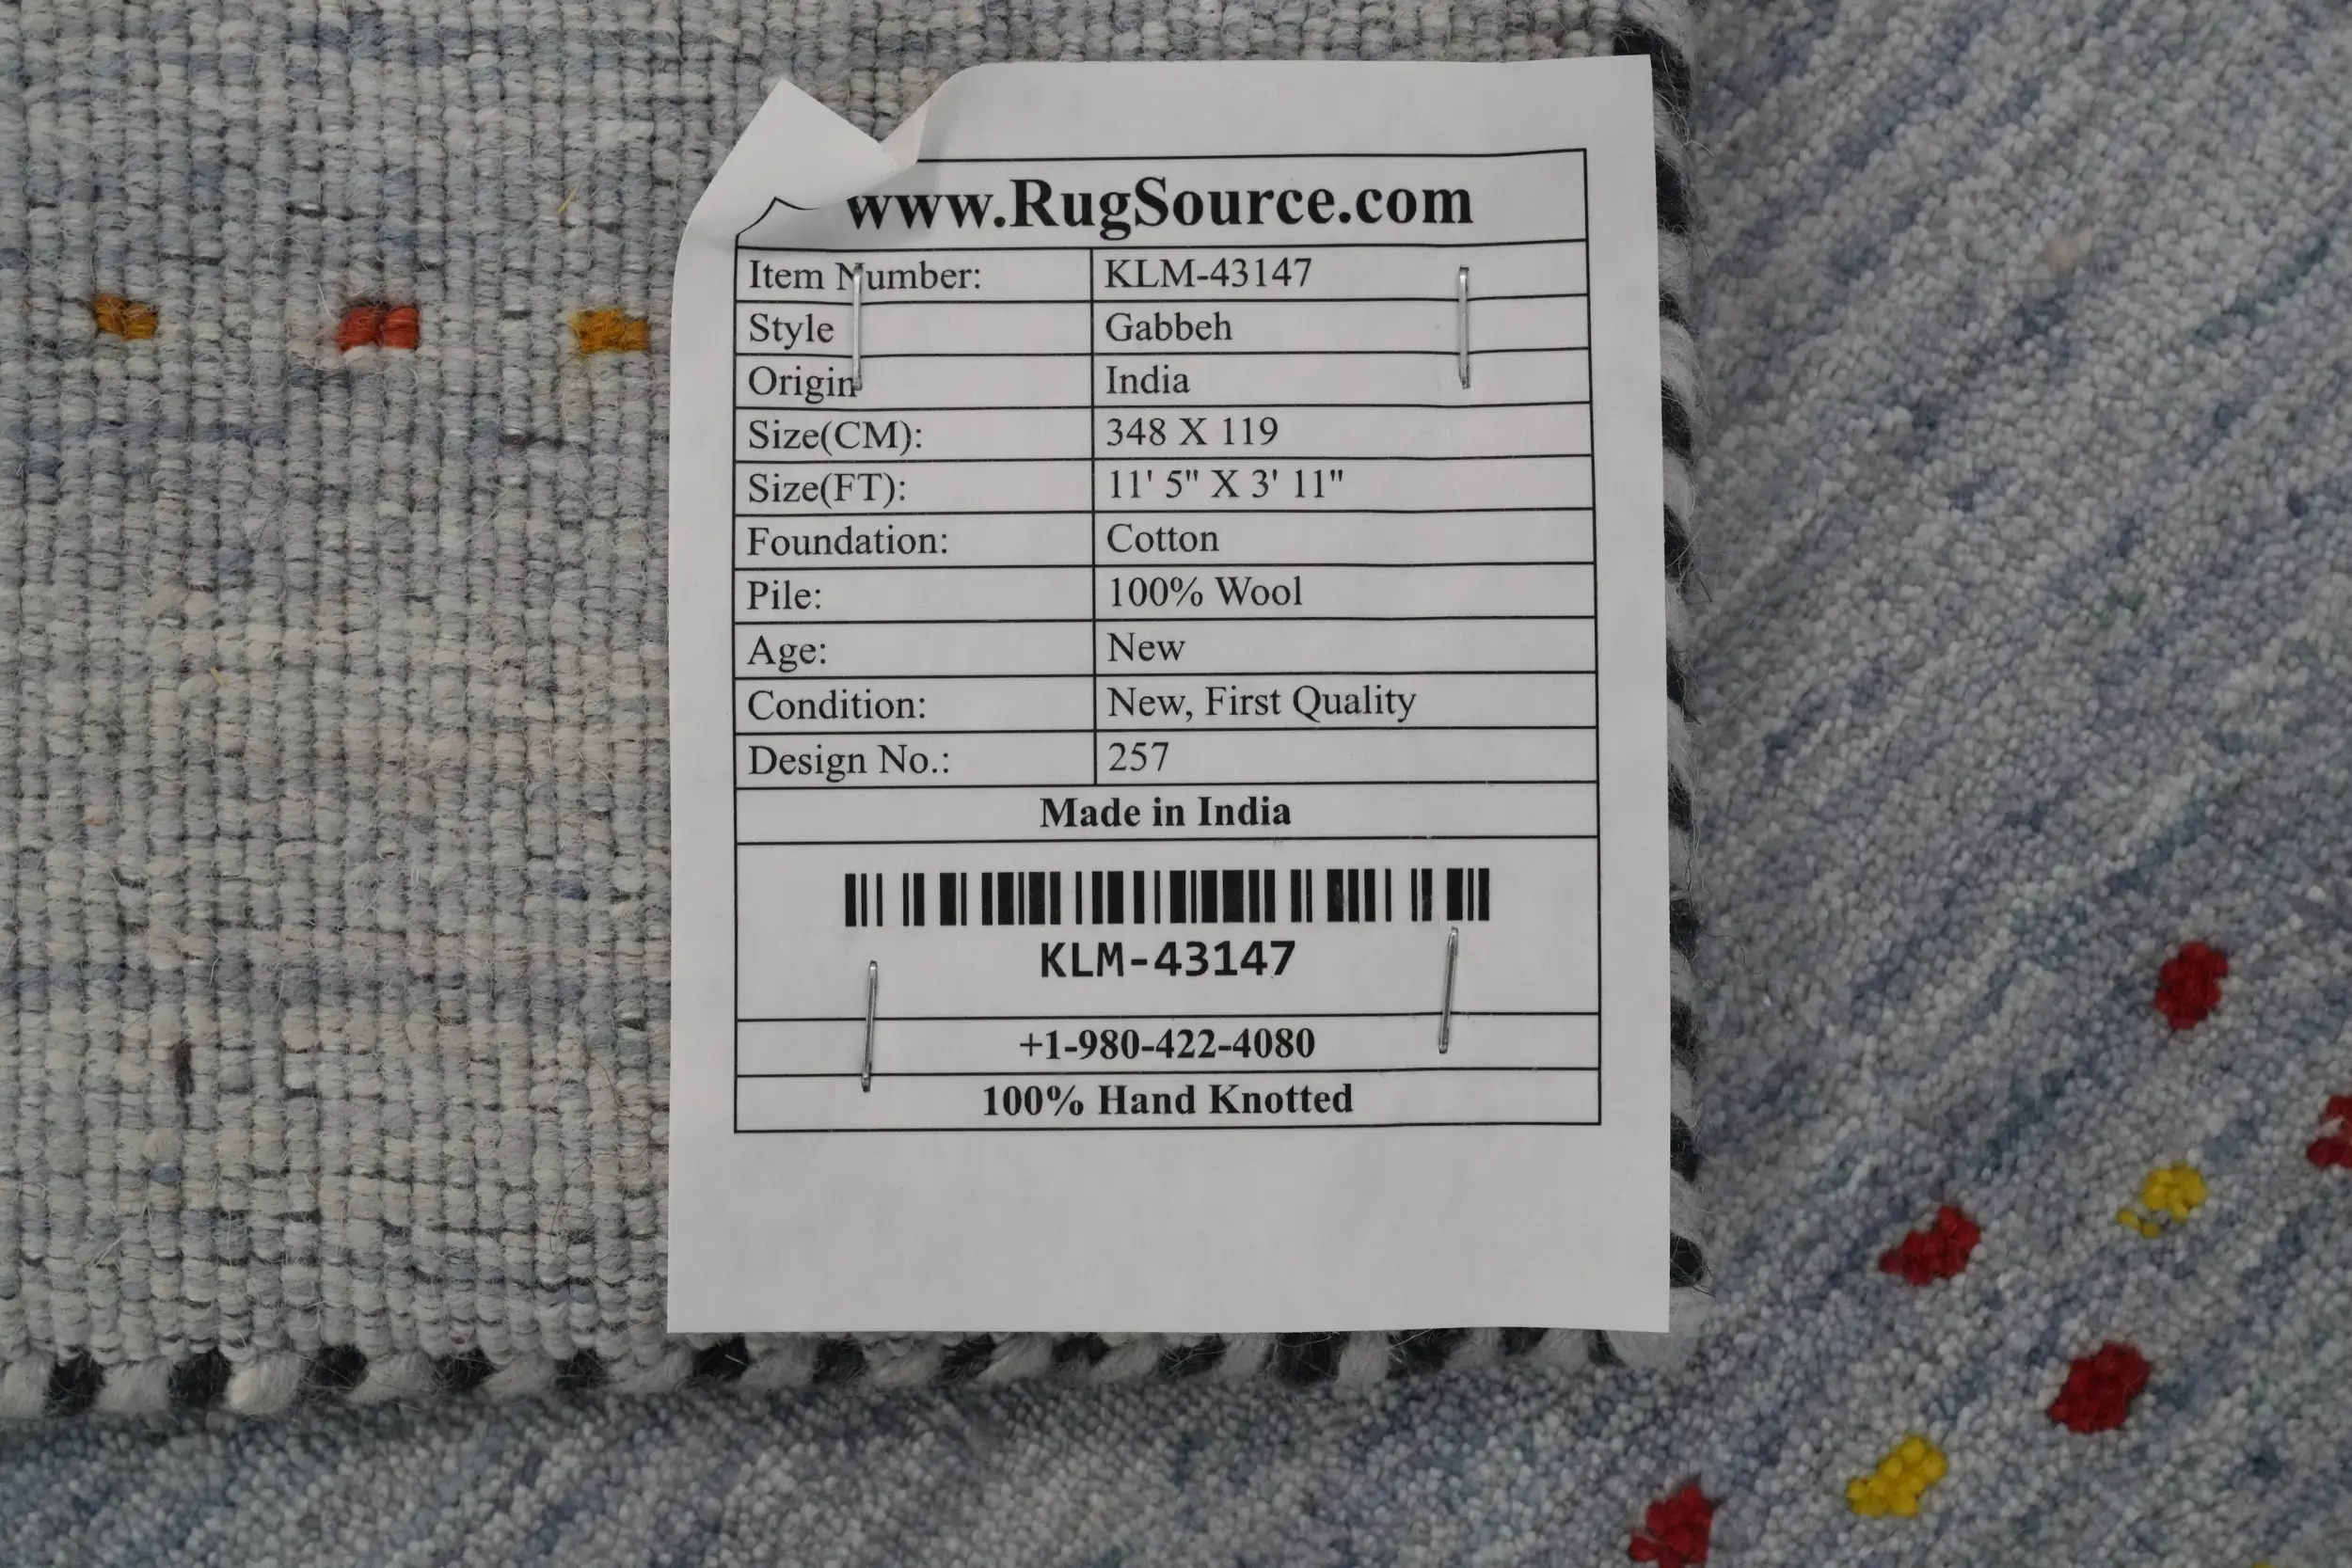 www.RugSource.com
Item Number: KLM-43147
Style Gabbeh
Origin India
Size(CM): 348 X 119
Size(FT): 11' 5" X 3' 11"
Foundation: Cotton
Pile: 100% Wool
Age: New
Condition: New, First Quality
Design No.: 257
Made in India
KLM-43147
+1-980-422-4080
100% Hand Knotted